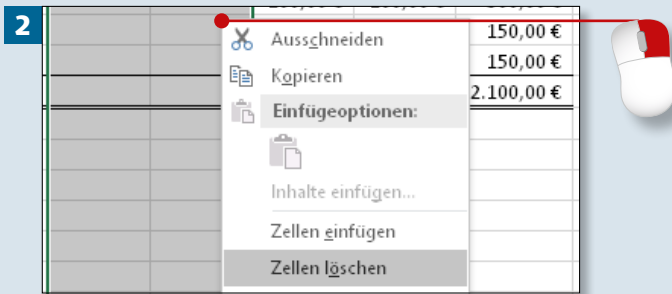 2
Ausschneiden
150,00 €
Kopieren
150,00 €
Einfügeoptionen:
2.100,00 €
Inhalte einfügen...
Zellen einfügen
Zellen löschen